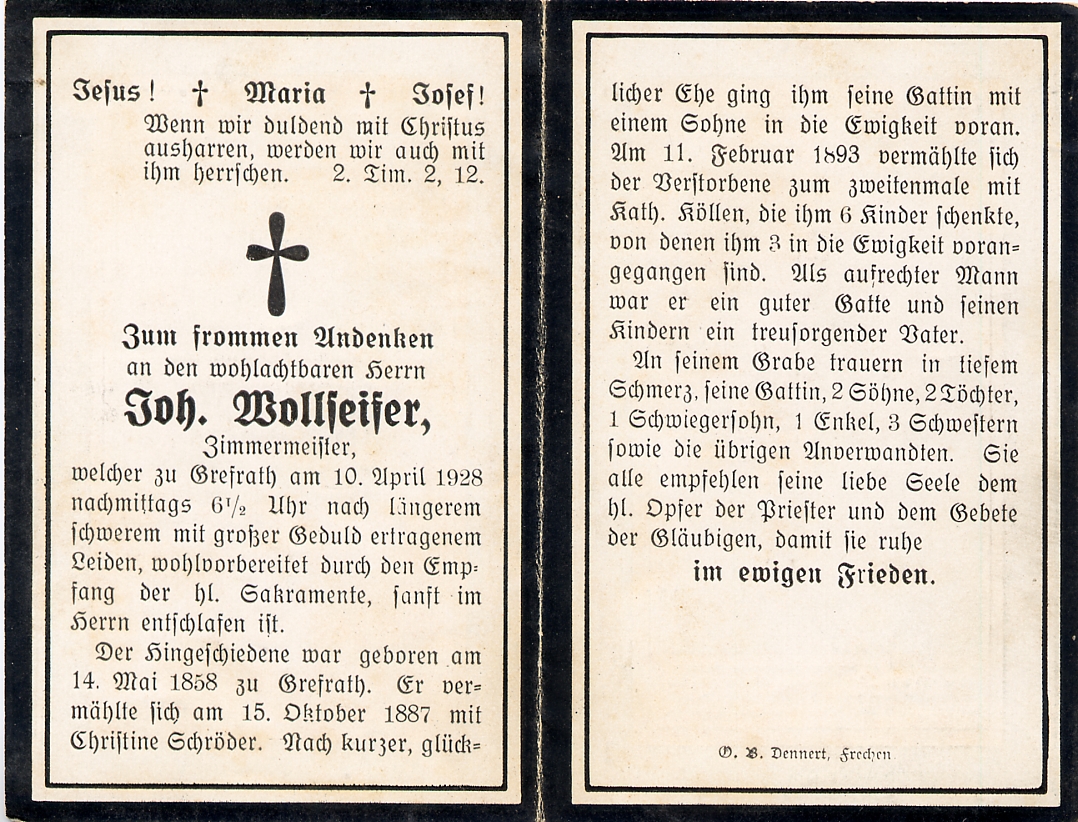 Jesus! † Maria † Josef!
Wenn wir duldend mit Christus
ausharren, werden wir auch mit
ihm herrschen. 2. Tim. 2, 12.
Zum frommen Andenken
an den wohlachtbaren Herrn
Joh. Wollseifer,
Zimmermeister,
welcher zu Grefrath am 10. April 1928
nachmittags 6 1/2 Uhr nach längerem
schwerem mit großer Geduld ertragenem
Leiden, wohlvorbereitet durch den Emp-
fang der hl. Sakramente, sanft im
Herrn entschlafen ist.
Der Hingeschiedene war geboren am
14. Mai 1858 zu Grefrath. Er ver-
mählte sich am 15. Oktober 1887 mit
Christine Schröder. Nach kurzer, glück-
licher Ehe ging ihm seine Gattin mit
einem Sohne in die Ewigkeit voran.
Am 11. Februar 1893 vermählte sich
der Verstorbene zum zweitenmale mit
Kath. Köllen, die ihm 6 Kinder schenkte,
von denen ihm 3 in die Ewigkeit voran-
gegangen sind. Als aufrechter Mann
war er ein guter Gatte und seinen
Kindern ein treusorgender Vater.
An seinem Grabe trauern in tiefem
Schmerz, seine Gattin, 2 Söhne, 2 Töchter,
1 Schwiegersohn, 1 Enkel, 3 Schwestern
sowie die übrigen Anverwandten. Sie
alle empfehlen seine liebe Seele dem
hl. Opfer der Priester und dem Gebete
der Gläubigen, damit sie ruhe
im ewigen Frieden.
G. B. Dennert, Frechen